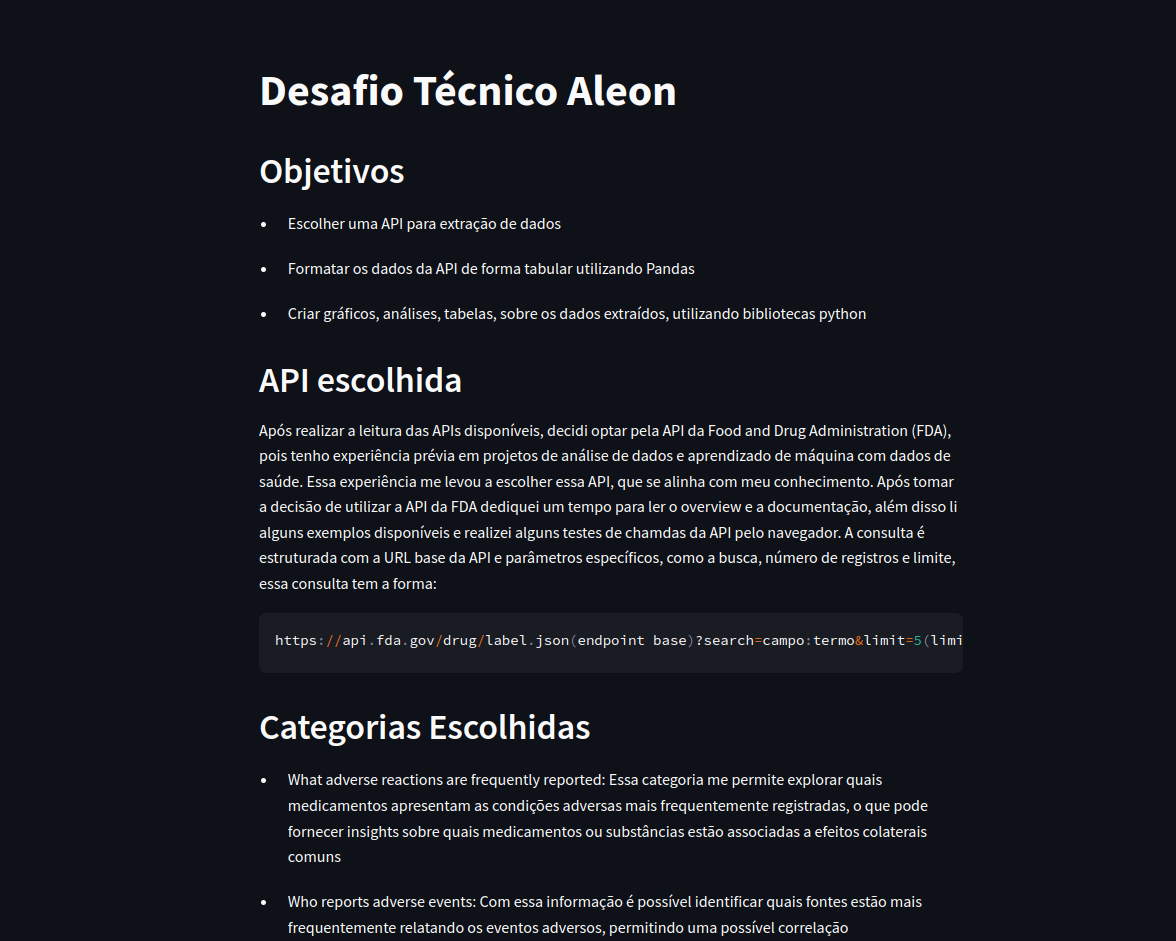 Desafio Técnico Aleon
Objetivos
• Escolher uma API para extração de dados
• Formatar os dados da API de forma tabular utilizando Pandas
• Criar gráficos, análises, tabelas, sobre os dados extraídos, utilizando bibliotecas python
API escolhida
Após realizar a leitura das APIs disponíveis, decidi optar pela API da Food and Drug Administration (FDA),
pois tenho experiência prévia em projetos de análise de dados e aprendizado de máquina com dados de
saúde. Essa experiência me levou a escolher essa API, que se alinha com meu conhecimento. Após tomar
a decisão de utilizar a API da FDA dediquei um tempo para ler o overview e a documentação, além disso li
alguns exemplos disponíveis e realizei alguns testes de chamdas da API pelo navegador. A consulta é
estruturada com a URL base da API e parâmetros específicos, como a busca, número de registros e limite,
essa consulta tem a forma:
https://api.fda.gov/drug/label.json(endpoint base)?search=campo:termo&limit=5(limi
Categorias Escolhidas
• What adverse reactions are frequently reported: Essa categoria me permite explorar quais
medicamentos apresentam as condições adversas mais frequentemente registradas, o que pode
fornecer insights sobre quais medicamentos ou substâncias estão associadas a efeitos colaterais
comuns
• Who reports adverse events: Com essa informação é possível identificar quais fontes estão mais
frequentemente relatando os eventos adversos, permitindo uma possível correlação